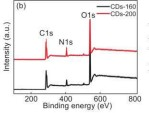 (b)
CDs-160
CDs-200
O1s
C1s
N1s
Intensity (a.u.)
200 400 600 800
Binding energy (eV)